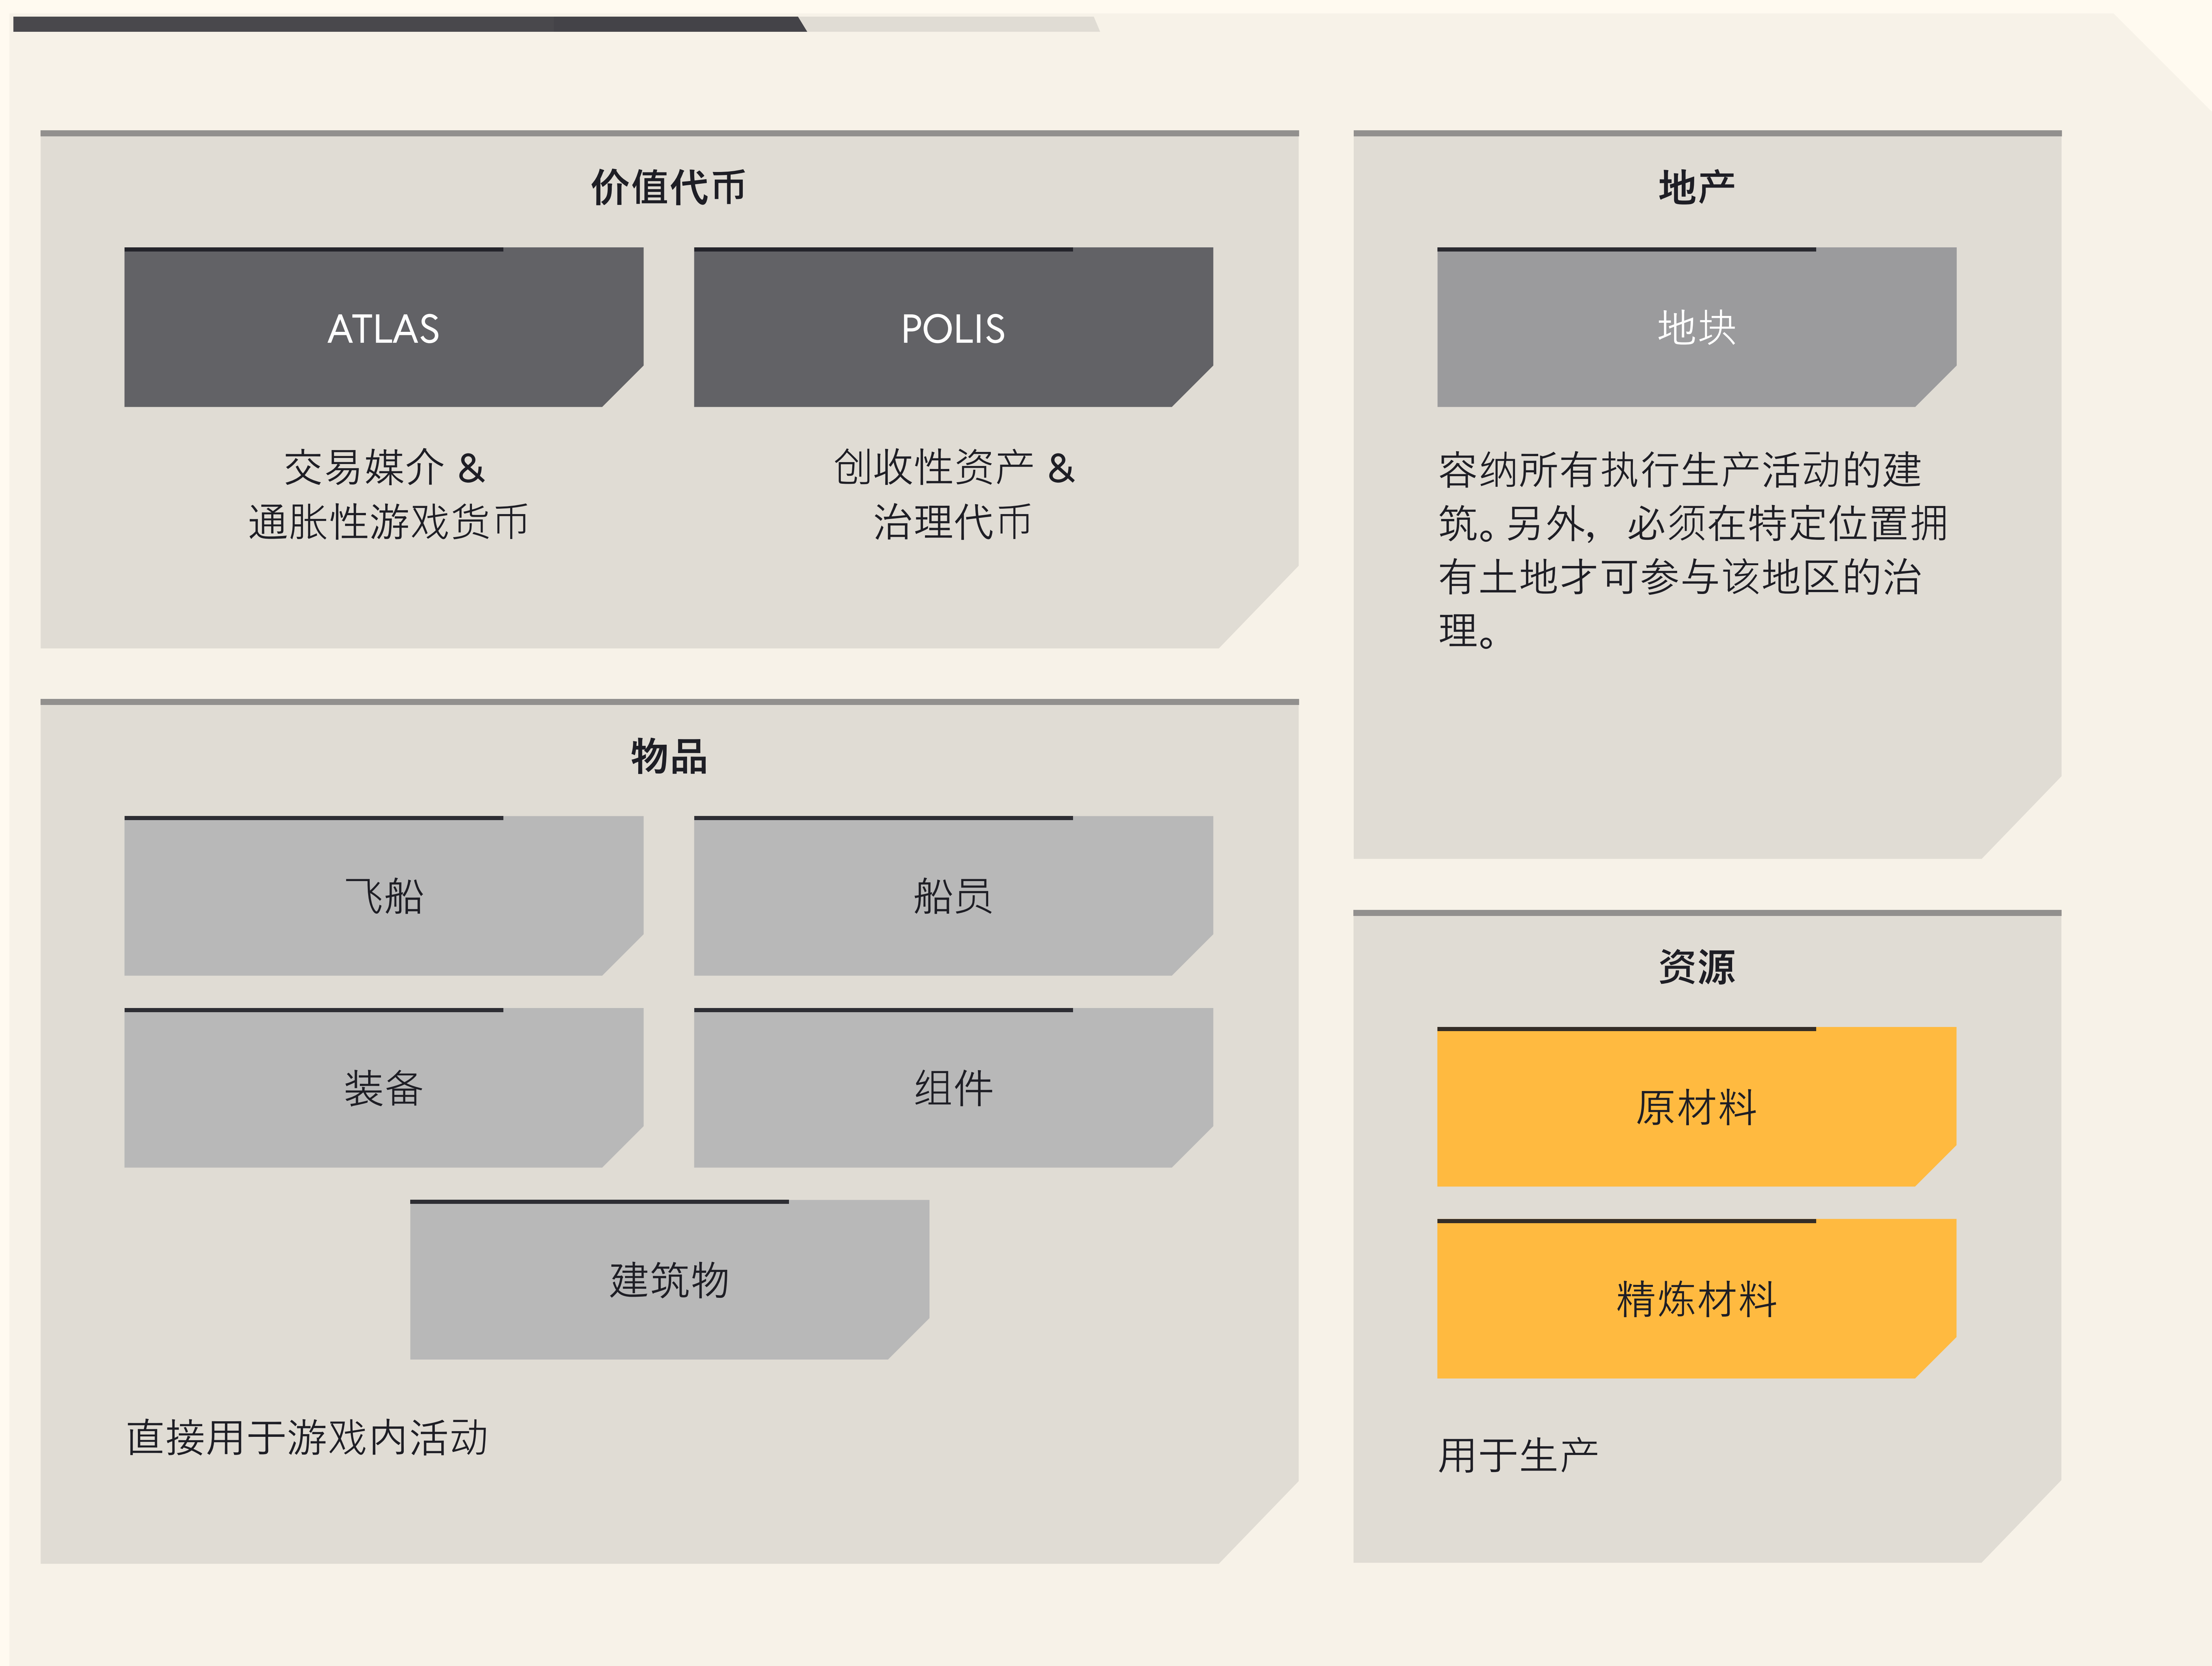 价值代币
ATLAS
POLIS
交易媒介 &
通胀性游戏货币
创收性资产 &
治理代币
地产
地块
容纳所有执行生产活动的建
筑。另外，必须在特定位置拥
有土地才可参与该地区的治
理。
物品
飞船
船员
装备
组件
建筑物
直接用于游戏内活动
资源
原材料
精炼材料
用于生产